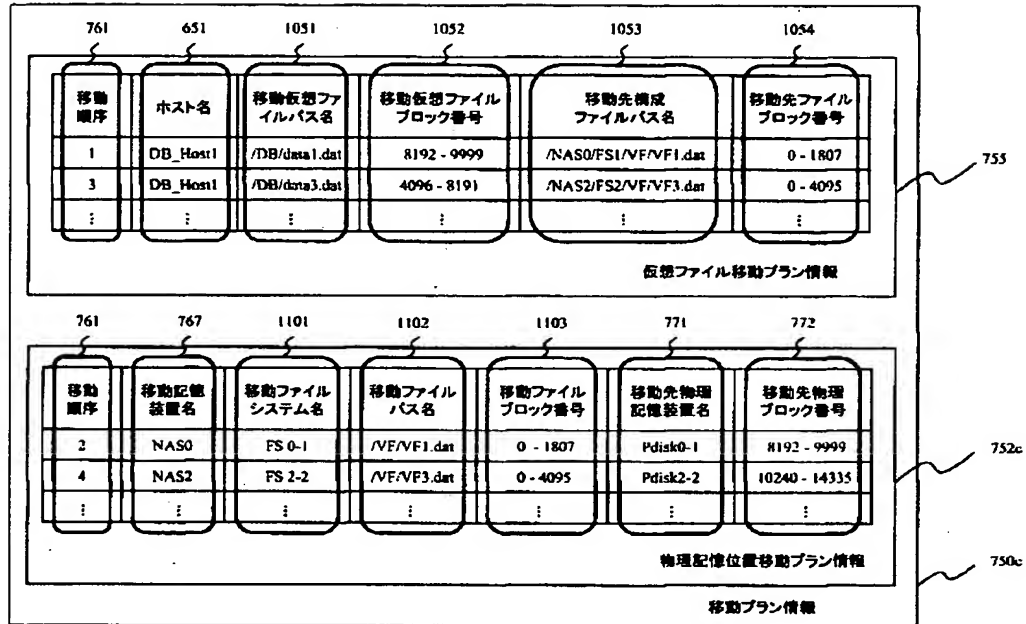 761 651 1051 1052 1053 1054
移動順序 ホスト名 移動仮想ファイルパス名 移動仮想ファイルブロック番号 移動先構成ファイルパス名 移動先ファイルブロック番号
1 DB_Host1 /DB/data1.dat 8192 - 9999 /NAS0/FS1/VF/VF1.dat 0 - 1807
3 DB_Host1 /DB/data3.dat 4096 - 8191 /NAS2/FS2/VF/VF3.dat 0 - 4095
⋮ ⋮ ⋮ ⋮ ⋮ ⋮
755
仮想ファイル移動プラン情報
761 767 1101 1102 1103 771 772
移動順序 移動記憶装置名 移動ファイルシステム名 移動ファイルパス名 移動ファイルブロック番号 移動先物理記憶装置名 移動先物理ブロック番号
2 NAS0 FS 0-1 /VF/VF1.dat 0 - 1807 Pdisk0-1 8192 - 9999
4 NAS2 FS 2-2 /VF/VF3.dat 0 - 4095 Pdisk2-2 10240 - 14335
⋮ ⋮ ⋮ ⋮ ⋮ ⋮ ⋮
752c
物理記憶位置移動プラン情報
750c
移動プラン情報